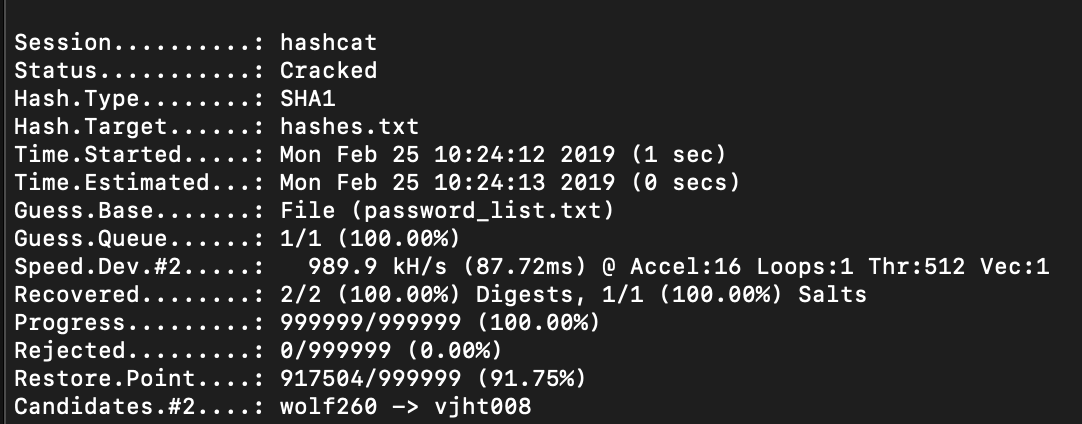 Session..........: hashcat
Status...........: Cracked
Hash.Type........: SHA1
Hash.Target......: hashes.txt
Time.Started.....: Mon Feb 25 10:24:12 2019 (1 sec)
Time.Estimated...: Mon Feb 25 10:24:13 2019 (0 secs)
Guess.Base.......: File (password_list.txt)
Guess.Queue......: 1/1 (100.00%)
Speed.Dev.#2.....:   989.9 kH/s (87.72ms) @ Accel:16 Loops:1 Thr:512 Vec:1
Recovered........: 2/2 (100.00%) Digests, 1/1 (100.00%) Salts
Progress.........: 999999/999999 (100.00%)
Rejected.........: 0/999999 (0.00%)
Restore.Point....: 917504/999999 (91.75%)
Candidates.#2....: wolf260 -> vjht008